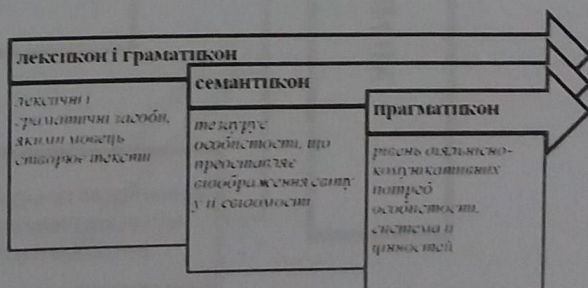 лексикон і граматикон
лексичні і
граматичні засоби,
якими мовець
створює тексти
семантикон
тезаурус
особистості, що
представляє
відображення світу
у її свідомості
прагматикон
рівень діяльнісно-
комунікативних
потреб
особистості,
система її
цінностей